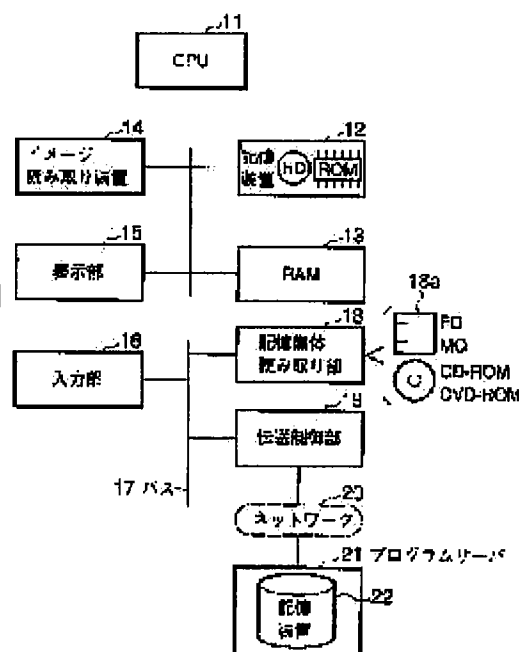 11
CPU
14
イメージ
読み取り装置
12
記憶
装置
HD
ROM
15
表示部
13
RAM
16
入力部
18
記憶媒体
読み取り部
18a
FD
MO
CD-ROM
DVD-ROM
19
伝送制御部
17 バス
20
ネットワーク
21 プログラムサーバ
記憶
装置
22